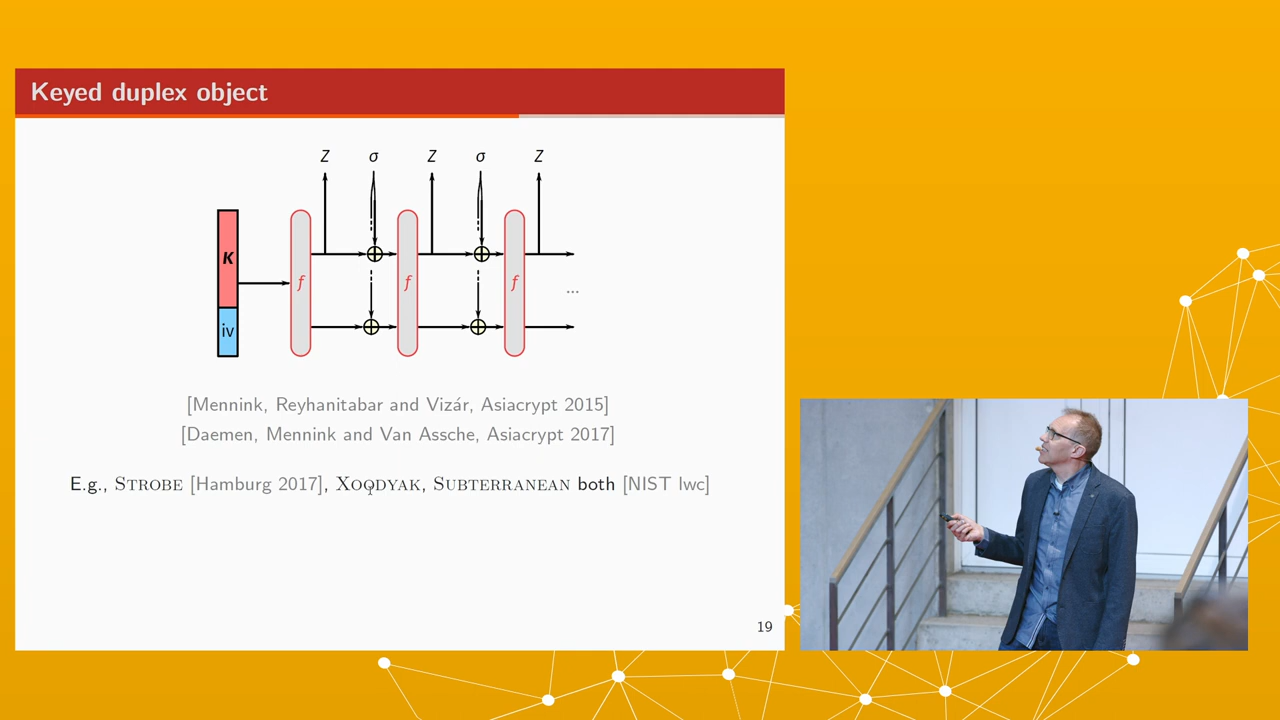 Keyed duplex object
Z σ Z σ Z
K
f f f
...
iv
[Mennink, Reyhanitabar and Vizár, Asiacrypt 2015]
[Daemen, Mennink and Van Assche, Asiacrypt 2017]
E.g., STROBE [Hamburg 2017], XOODYAK, SUBTERRANEAN both [NIST lwc]
19